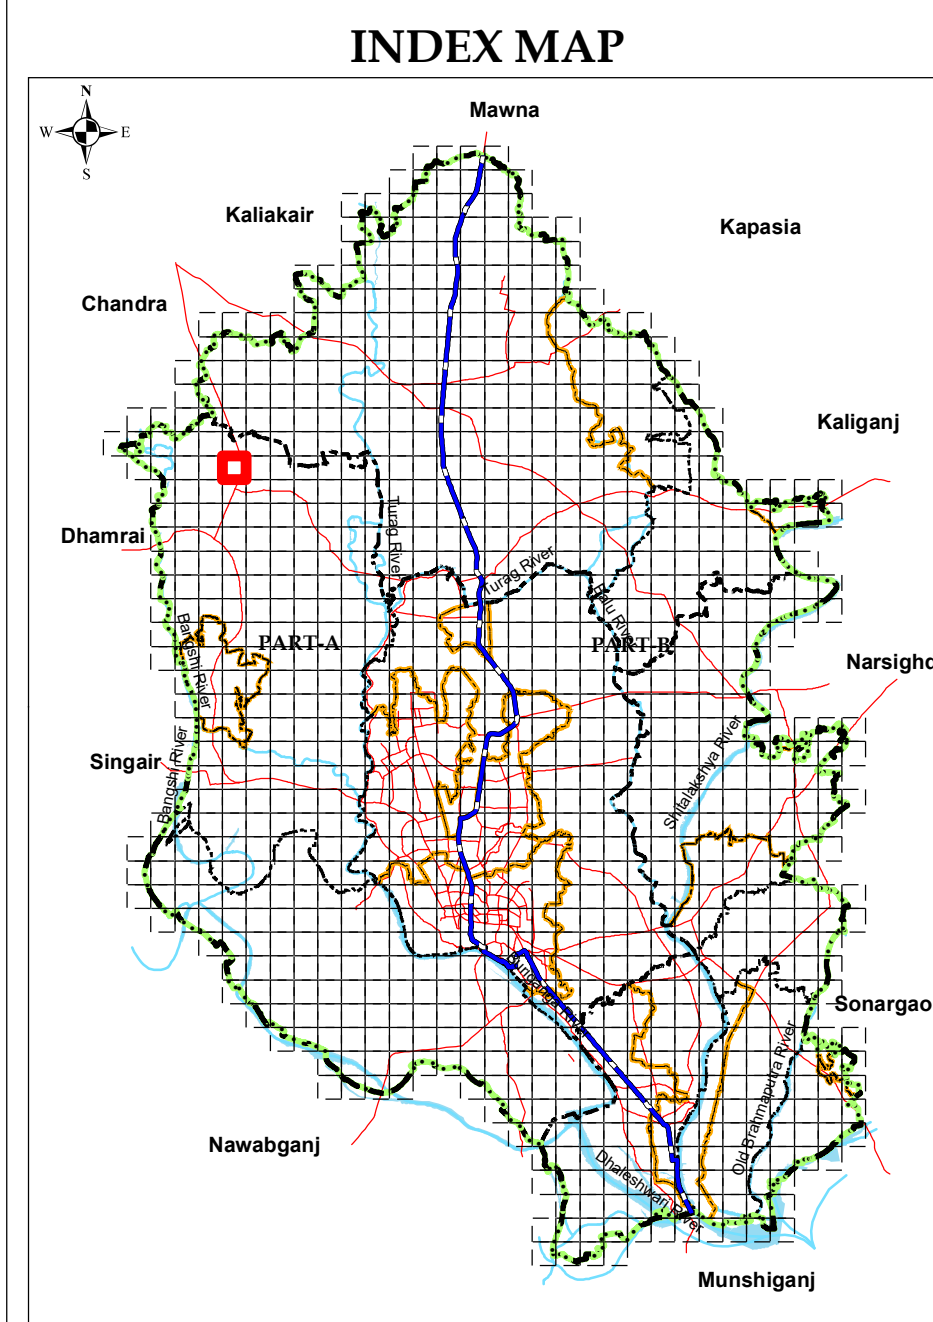 INDEX MAP
N
W
E
S
Mawna
Kaliakair
Kapasia
Chandra
Kaliganj
Dhamrai
Turag River
Turag River
Balu River
Bangshi River
PART-A
PART-B
Narsighd
Shitalakshya River
Bangshi River
Singair
Buriganga River
Sonargao
Old Brahmaputra River
Nawabganj
Dhaleshwari River
Munshiganj